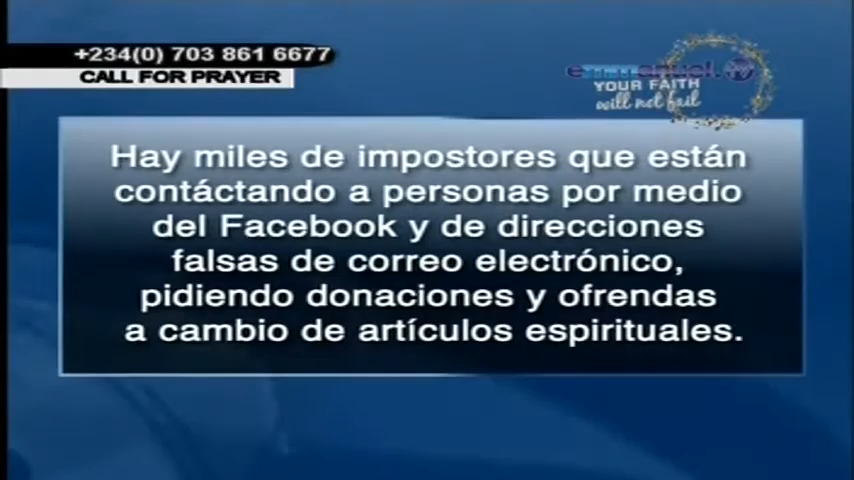 +234(0) 703 861 6677
CALL FOR PRAYER
emmanuel.tv
YOUR FAITH
will not fail
Hay miles de impostores que están
contáctando a personas por medio
del Facebook y de direcciones
falsas de correo electrónico,
pidiendo donaciones y ofrendas
a cambio de artículos espirituales.